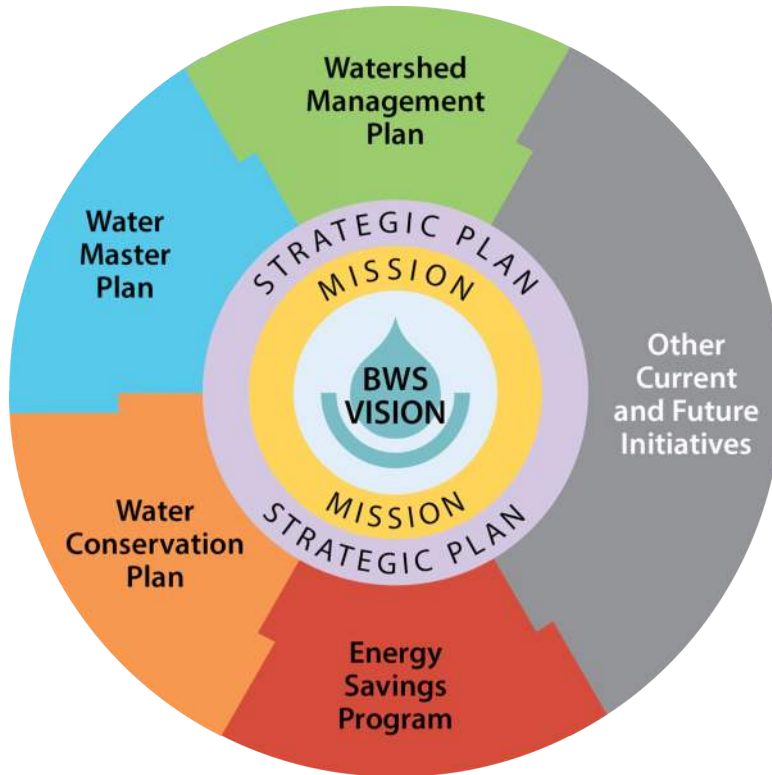 Watershed
Management
Plan
Water
Master
Plan
STRATEGIC PLAN
MISSION
BWS
VISION
Other
Current
and Future
Initiatives
MISSION
STRATEGIC PLAN
Water
Conservation
Plan
Energy
Savings
Program